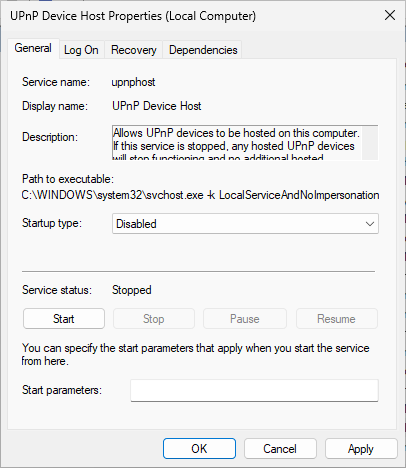 UPnP Device Host Properties (Local Computer)
General Log On Recovery Dependencies
Service name: upnphost
Display name: UPnP Device Host
Description: Allows UPnP devices to be hosted on this computer.
If this service is stopped, any hosted UPnP devices
will stop functioning and no additional hosted
Path to executable:
C:\WINDOWS\system32\svchost.exe -k LocalServiceAndNoImpersonation
Startup type: Disabled
Service status: Stopped
Start Stop Pause Resume
You can specify the start parameters that apply when you start the service
from here.
Start parameters:
OK Cancel Apply